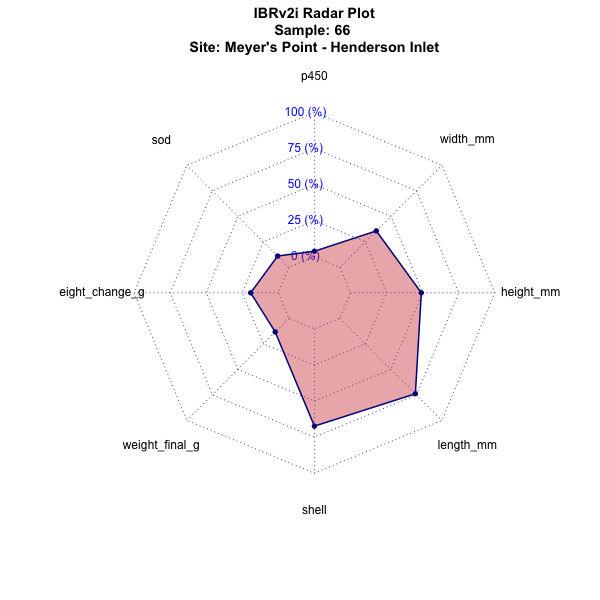 IBRv2i Radar Plot
Sample: 66
Site: Meyer's Point - Henderson Inlet
p450
100 (%)
sod
width_mm
75 (%)
50 (%)
25 (%)
0 (%)
eight_change_g
height_mm
weight_final_g
length_mm
shell